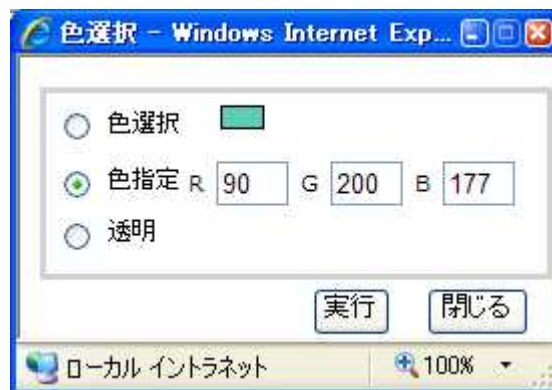 色選択 - Windows Internet Exp...
色選択
色指定 R 90 G 200 B 177
透明
実行 閉じる
ローカル イントラネット 100%